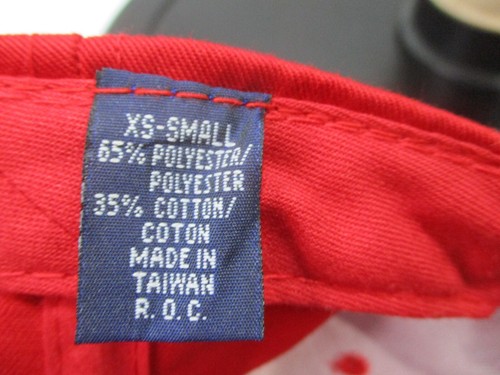 XS-SMALL
65% POLYESTER/
POLYESTER
35% COTTON/
COTON
MADE IN
TAIWAN
R.O.C.